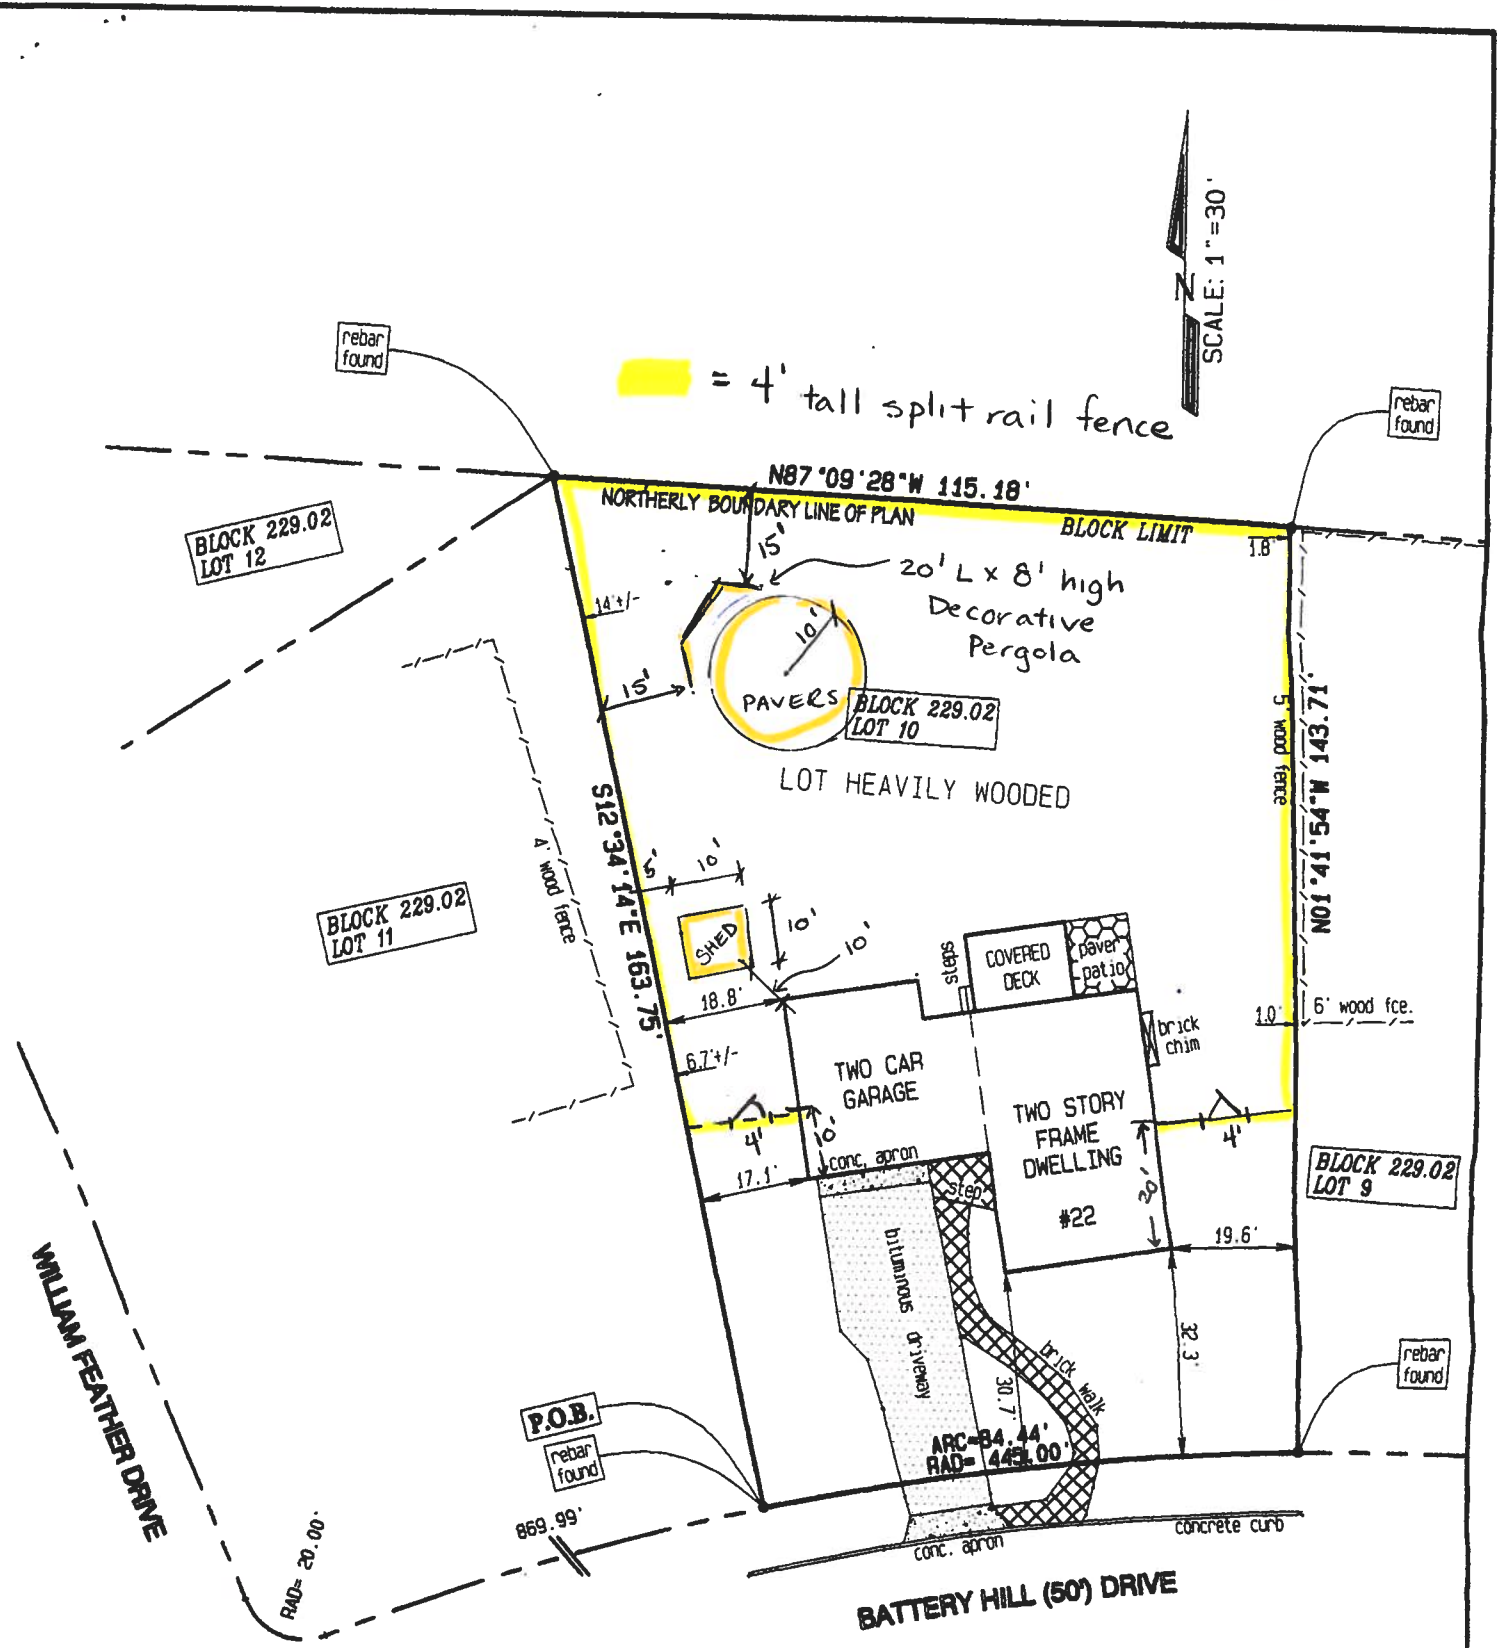 SCALE: 1"=30'
N
rebar
found
= 4' tall split rail fence
rebar
found
N87°09'28"W 115.18'
NORTHERLY BOUNDARY LINE OF PLAN
BLOCK LIMIT
BLOCK 229.02
LOT 12
1.8'
15'
20' L x 8' high
Decorative
Pergola
14'+/-
10'
15'
PAVERS
BLOCK 229.02
LOT 10
5' wood fence
N01°41'54"W 143.71'
LOT HEAVILY WOODED
S12°34'14"E 163.75'
4' wood fence
5'
10'
BLOCK 229.02
LOT 11
SHED
10'
10'
steps
COVERED
DECK
paver
patio
18.8'
1.0'
6' wood fce.
brick
chim
6.7'+/-
TWO CAR
GARAGE
TWO STORY
FRAME
DWELLING
#22
4'
10'
4'
conc. apron
17.1'
step
20'
BLOCK 229.02
LOT 9
19.6'
bituminous driveway
WILLIAM FEATHER DRIVE
32.3'
brick walk
30.7'
rebar
found
P.O.B.
rebar
found
ARC=84.44'
RAD= 445.00'
869.99'
RAD= 20.00'
concrete curb
conc. apron
BATTERY HILL (50') DRIVE